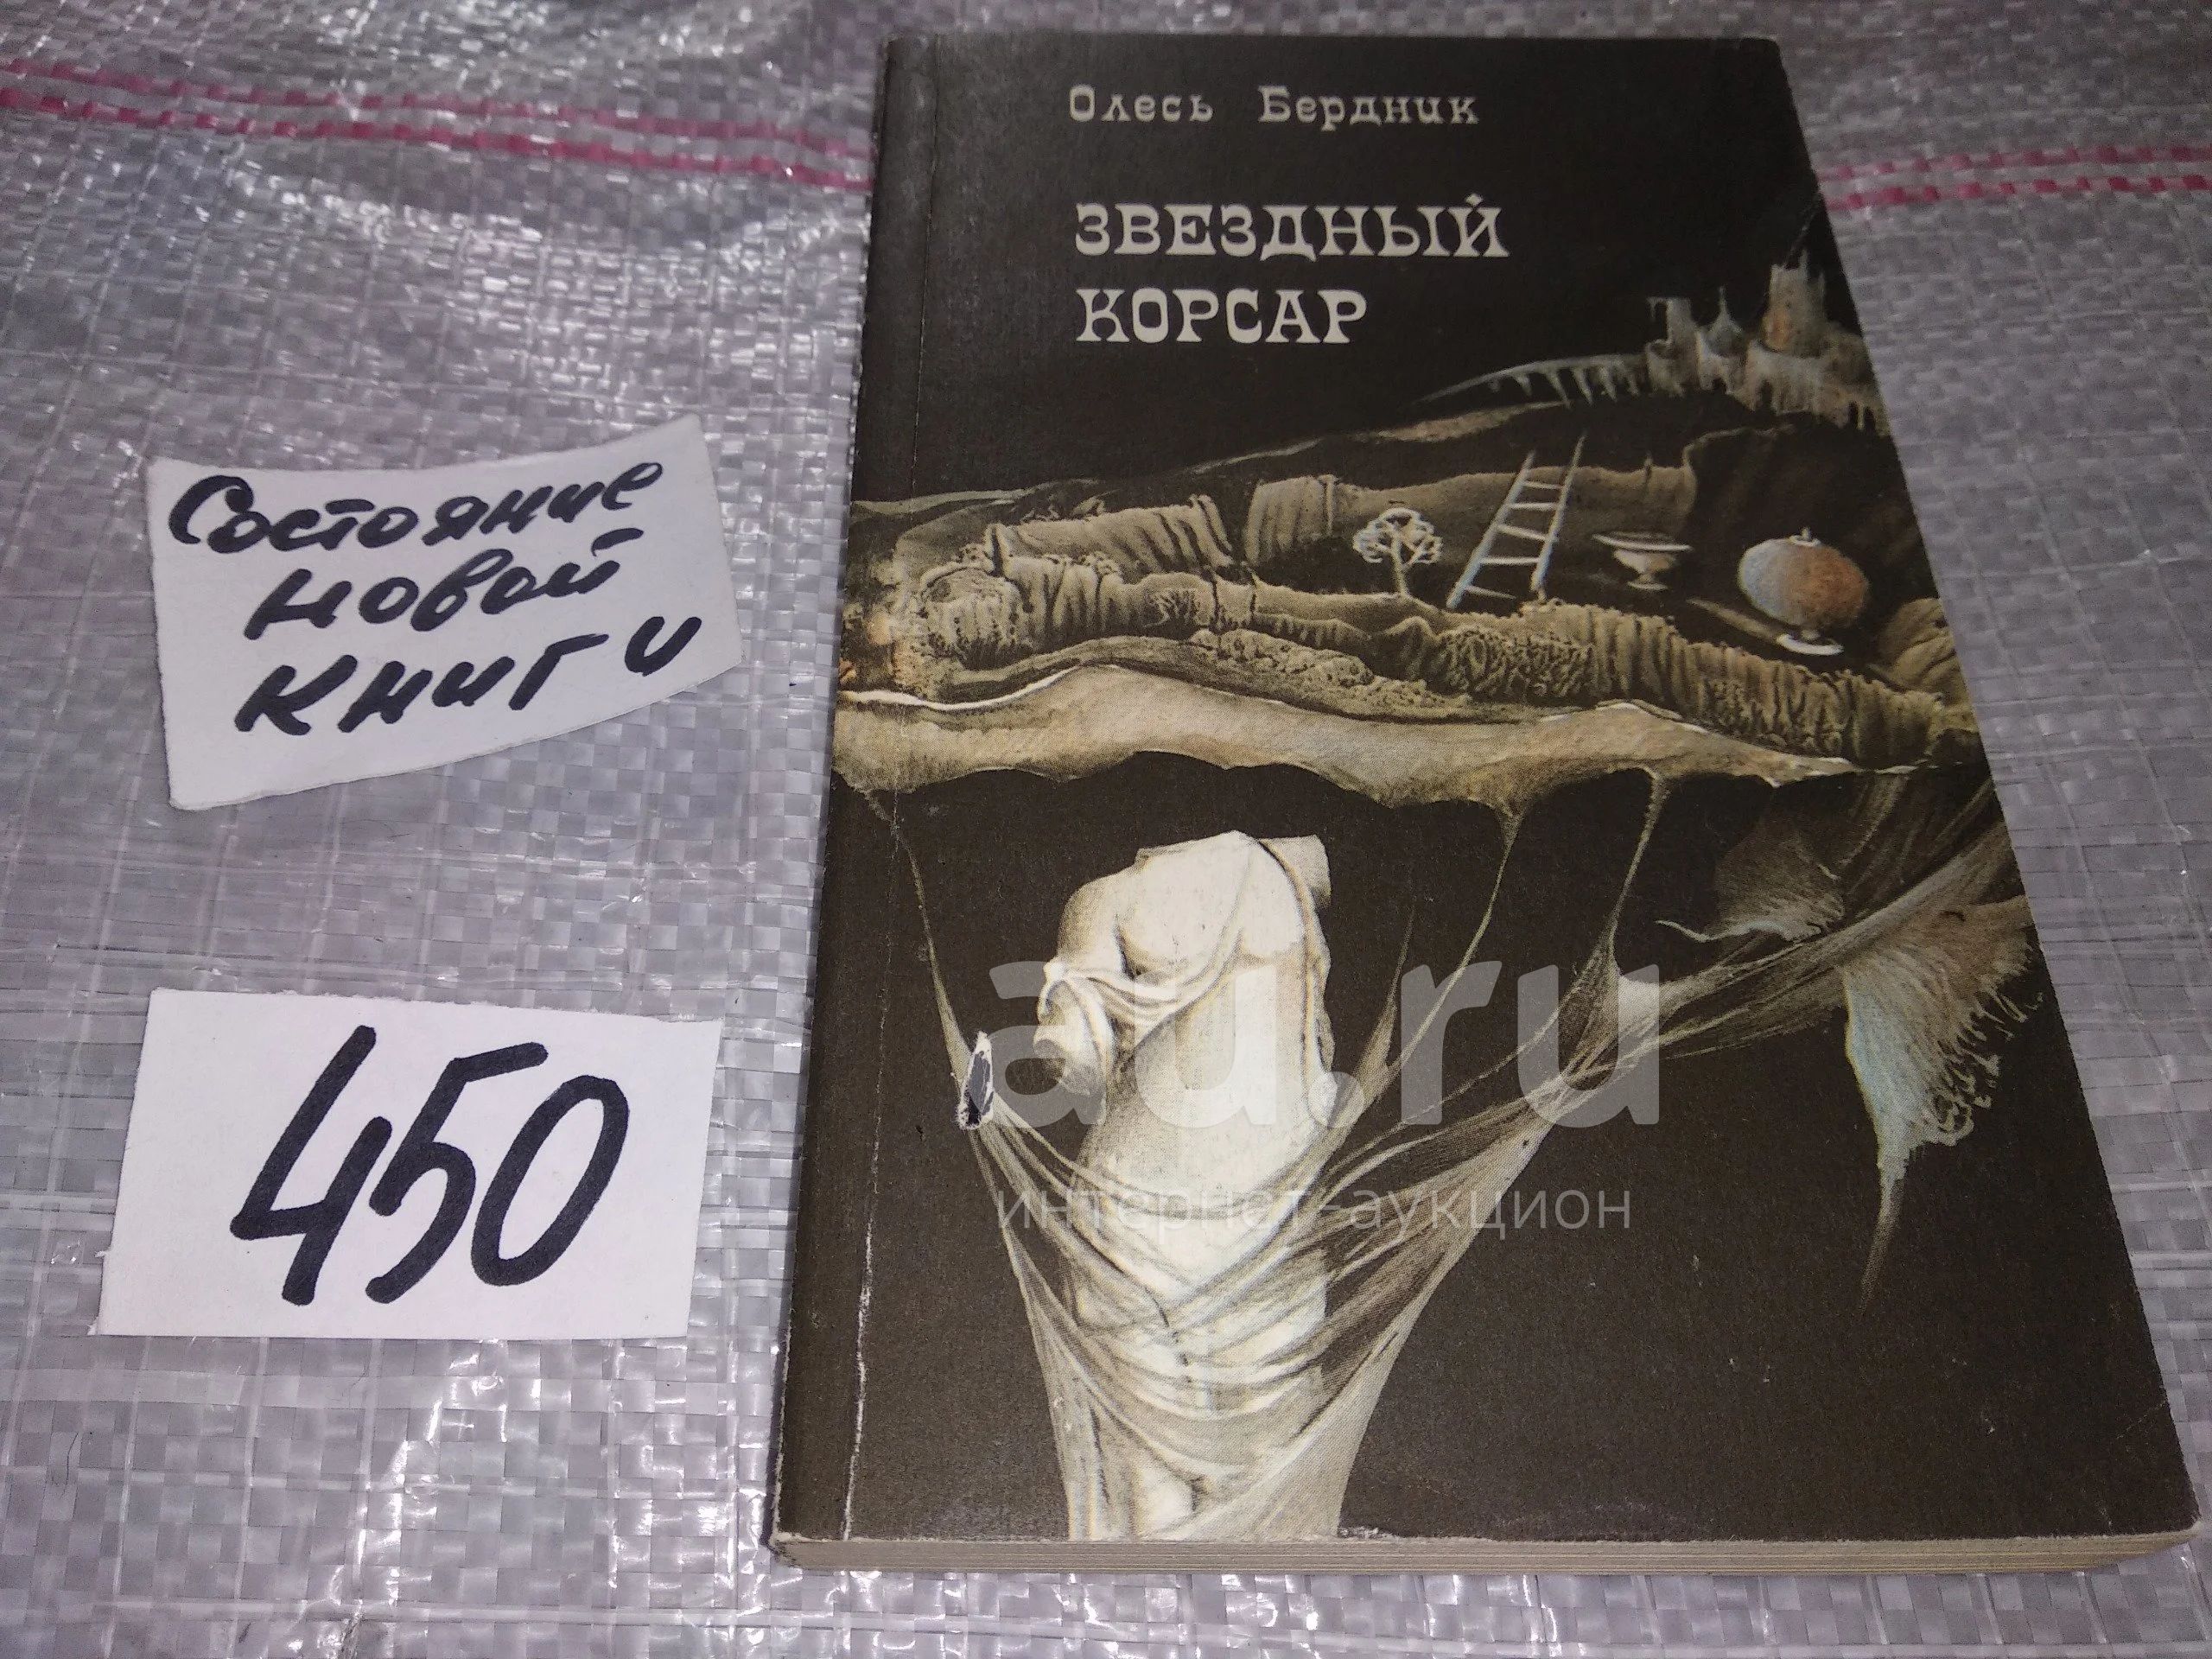 Олесь Бердник
ЗВЕЗДНЫЙ
КОРСАР
Состояние
новой
книги
450
au.ru
интернет-аукцион